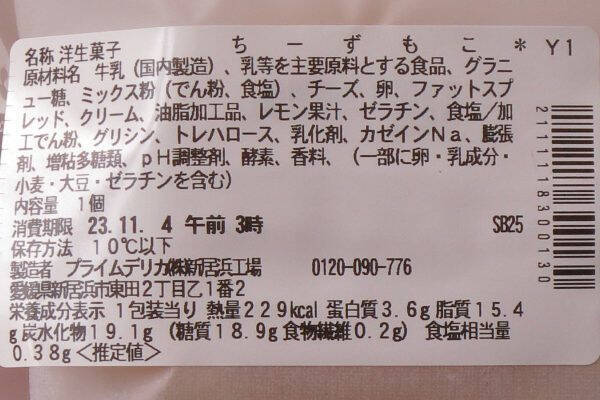 ちーずもこ * Y1
名称 洋生菓子
原材料名 牛乳(国内製造)、乳等を主要原料とする食品、グラニ
ュー糖、ミックス粉(でん粉、食塩)、チーズ、卵、ファットスプ
レッド、クリーム、油脂加工品、レモン果汁、ゼラチン、食塩/加
工でん粉、グリシン、トレハロース、乳化剤、カゼインNa、膨張
剤、増粘多糖類、pH調整剤、酵素、香料、(一部に卵・乳成分・
小麦・大豆・ゼラチンを含む)
内容量 1個
消費期限 23.11. 4 午前 3時 SB25
保存方法 10℃以下
製造者 プライムデリカ(株)新居浜工場 0120-090-776
愛媛県新居浜市東田2丁目乙1番2
栄養成分表示 1包装当り 熱量229kcal 蛋白質3.6g 脂質15.4
g 炭水化物19.1g (糖質18.9g 食物繊維0.2g) 食塩相当量
0.38g <推定値>
2111118300130